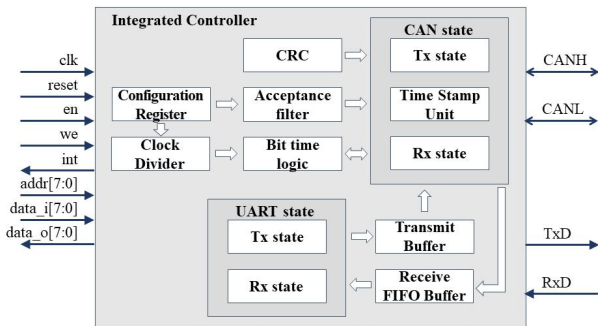 Integrated Controller
clk
reset
en
we
int
addr[7:0]
data_i[7:0]
data_o[7:0]
CRC
Configuration
Register
Acceptance
filter
Clock
Divider
Bit time
logic
CAN state
Tx state
Time Stamp
Unit
Rx state
UART state
Tx state
Rx state
Transmit
Buffer
Receive
FIFO Buffer
CANH
CANL
TxD
RxD